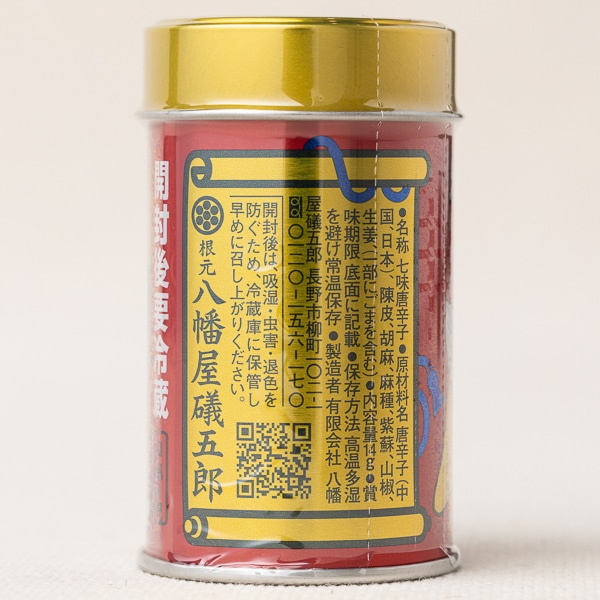 ●名称 七味唐辛子●原材料名 唐辛子(中
国、日本)、陳皮、胡麻、麻種、紫蘇、山椒、
生姜、(一部にごまを含む)●内容量14g●賞
味期限 底面に記載●保存方法 高温多湿
を避け常温保存●製造者 有限会社 八幡
屋礒五郎 長野市柳町一〇二-一
〇一二〇-一五六-一七〇
開封後は、吸湿・虫害・退色を
防ぐため、冷蔵庫に保管し
早めに召し上がりください。
根元 八幡屋礒五郎
開封後要冷蔵